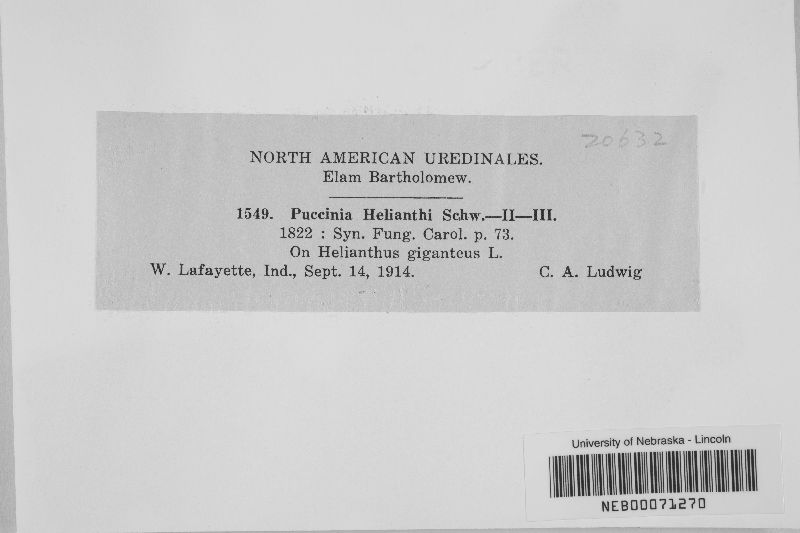 20632
NORTH AMERICAN UREDINALES.
Elam Bartholomew.
1549. Puccinia Helianthi Schw.—II—III.
1822 : Syn. Fung. Carol. p. 73.
On Helianthus giganteus L.
W. Lafayette, Ind., Sept. 14, 1914. C. A. Ludwig
University of Nebraska - Lincoln
NEB00071270